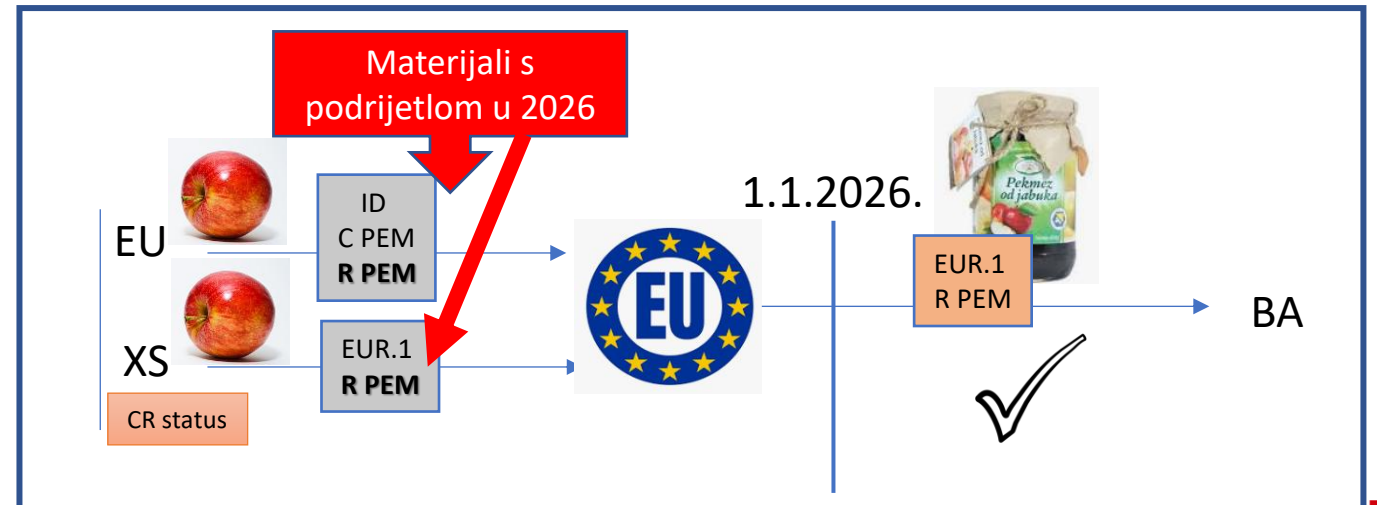 Materijali s
podrijetlom u 2026
EU
ID
C PEM
R PEM
XS
EUR.1
R PEM
CR status
EU
1.1.2026.
Pekmez
od jabuka
EUR.1
R PEM
BA